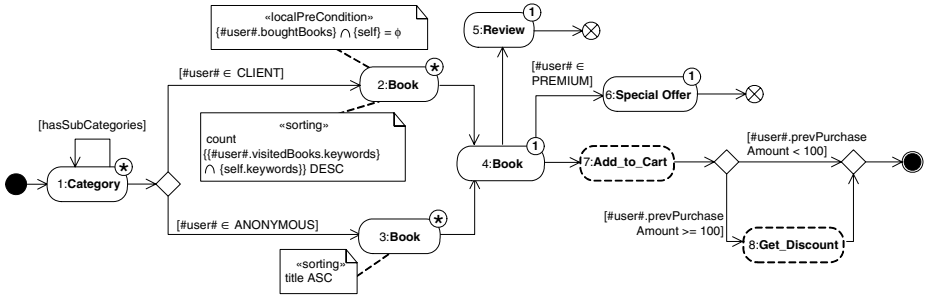 «localPreCondition»
{#user#.boughtBooks} ∩ {self} = ϕ
1
5:Review
[#user# ∈ CLIENT]
*
2:Book
[#user# ∈
PREMIUM]
1
6:Special Offer
«sorting»
count
{{#user#.visitedBooks.keywords}
∩ {self.keywords}} DESC
[hasSubCategories]
*
1:Category
1
4:Book
7:Add_to_Cart
[#user#.prevPurchase
Amount < 100]
[#user# ∈ ANONYMOUS]
*
3:Book
[#user#.prevPurchase
Amount >= 100]
8:Get_Discount
«sorting»
title ASC